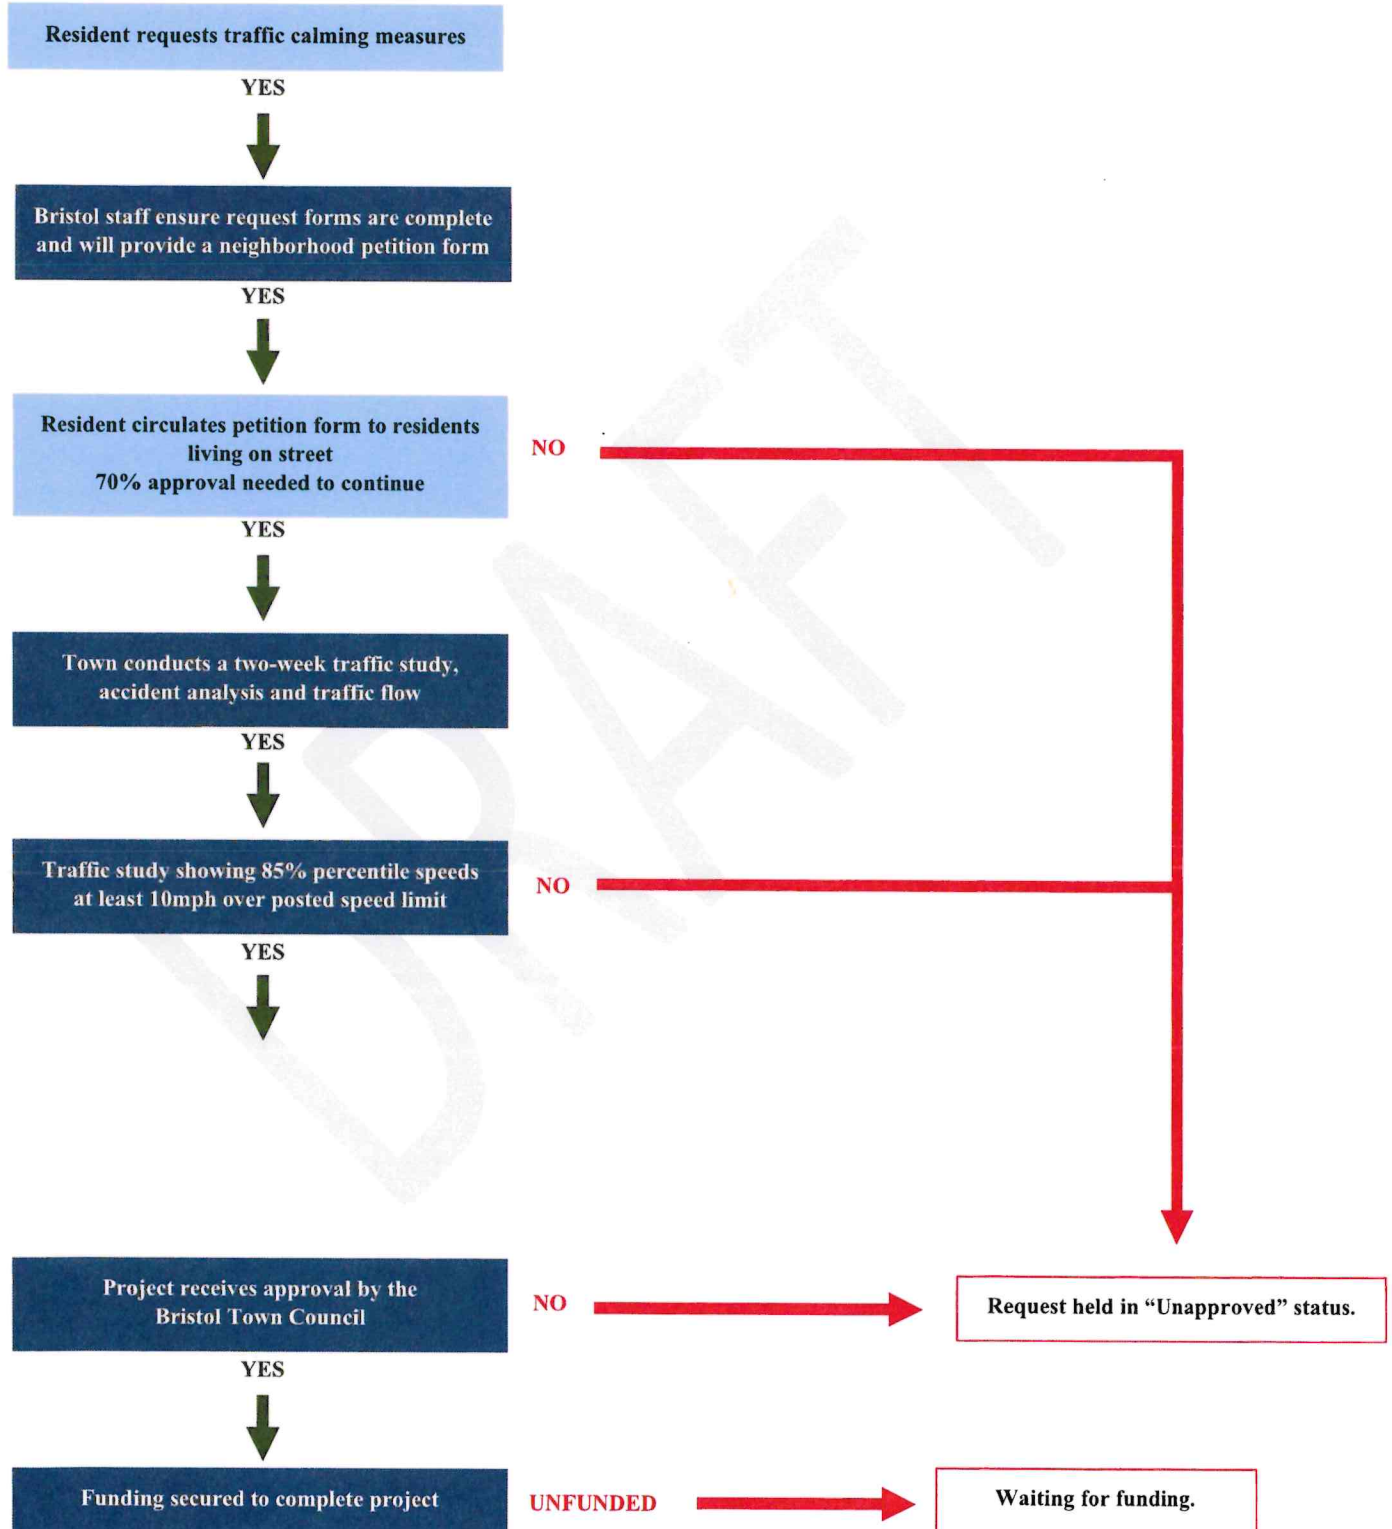 Resident requests traffic calming measures
YES
Bristol staff ensure request forms are complete
and will provide a neighborhood petition form
YES
Resident circulates petition form to residents
living on street
70% approval needed to continue
NO
YES
Town conducts a two-week traffic study,
accident analysis and traffic flow
YES
Traffic study showing 85% percentile speeds
at least 10mph over posted speed limit
NO
YES
DRAFT
Project receives approval by the
Bristol Town Council
NO
Request held in “Unapproved” status.
YES
Funding secured to complete project
UNFUNDED
Waiting for funding.